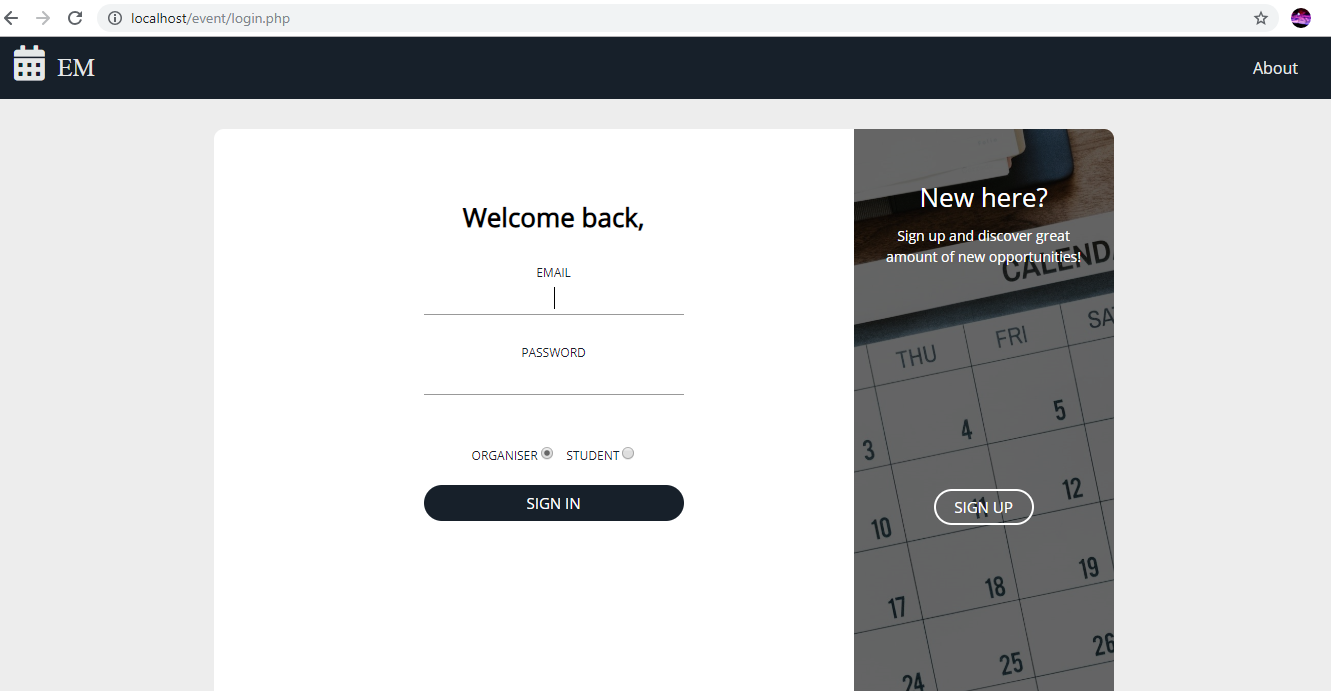 localhost/event/login.php
EM
About
Welcome back,
EMAIL
PASSWORD
ORGANISER STUDENT
SIGN IN
New here?
Sign up and discover great
amount of new opportunities!
CALENDA
THU FRI SA
3 4 5
10 11 12
17 18 19
24 25 26
SIGN UP